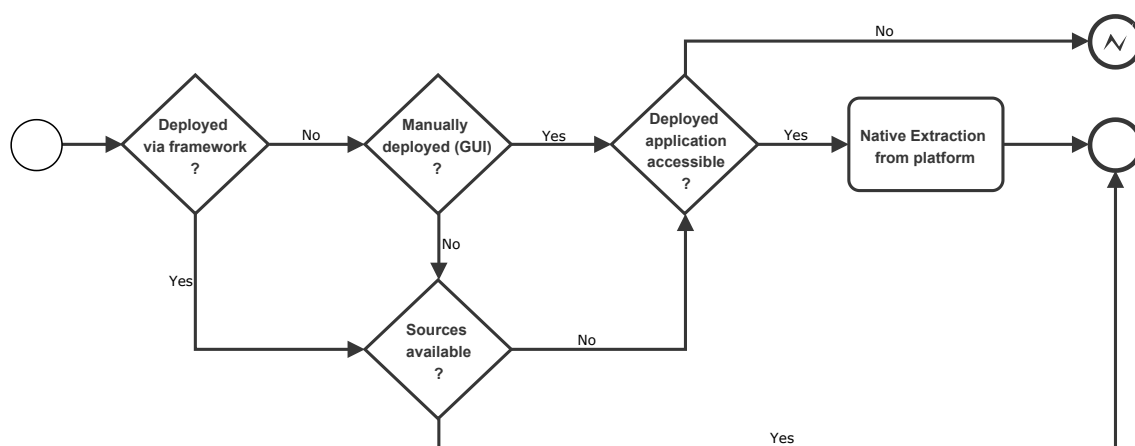 No
Deployed
via framework
?
No
Manually
deployed (GUI)
?
Yes
Deployed
application
accessible
?
Yes
Native Extraction
from platform
No
Yes
Sources
available
?
No
Yes